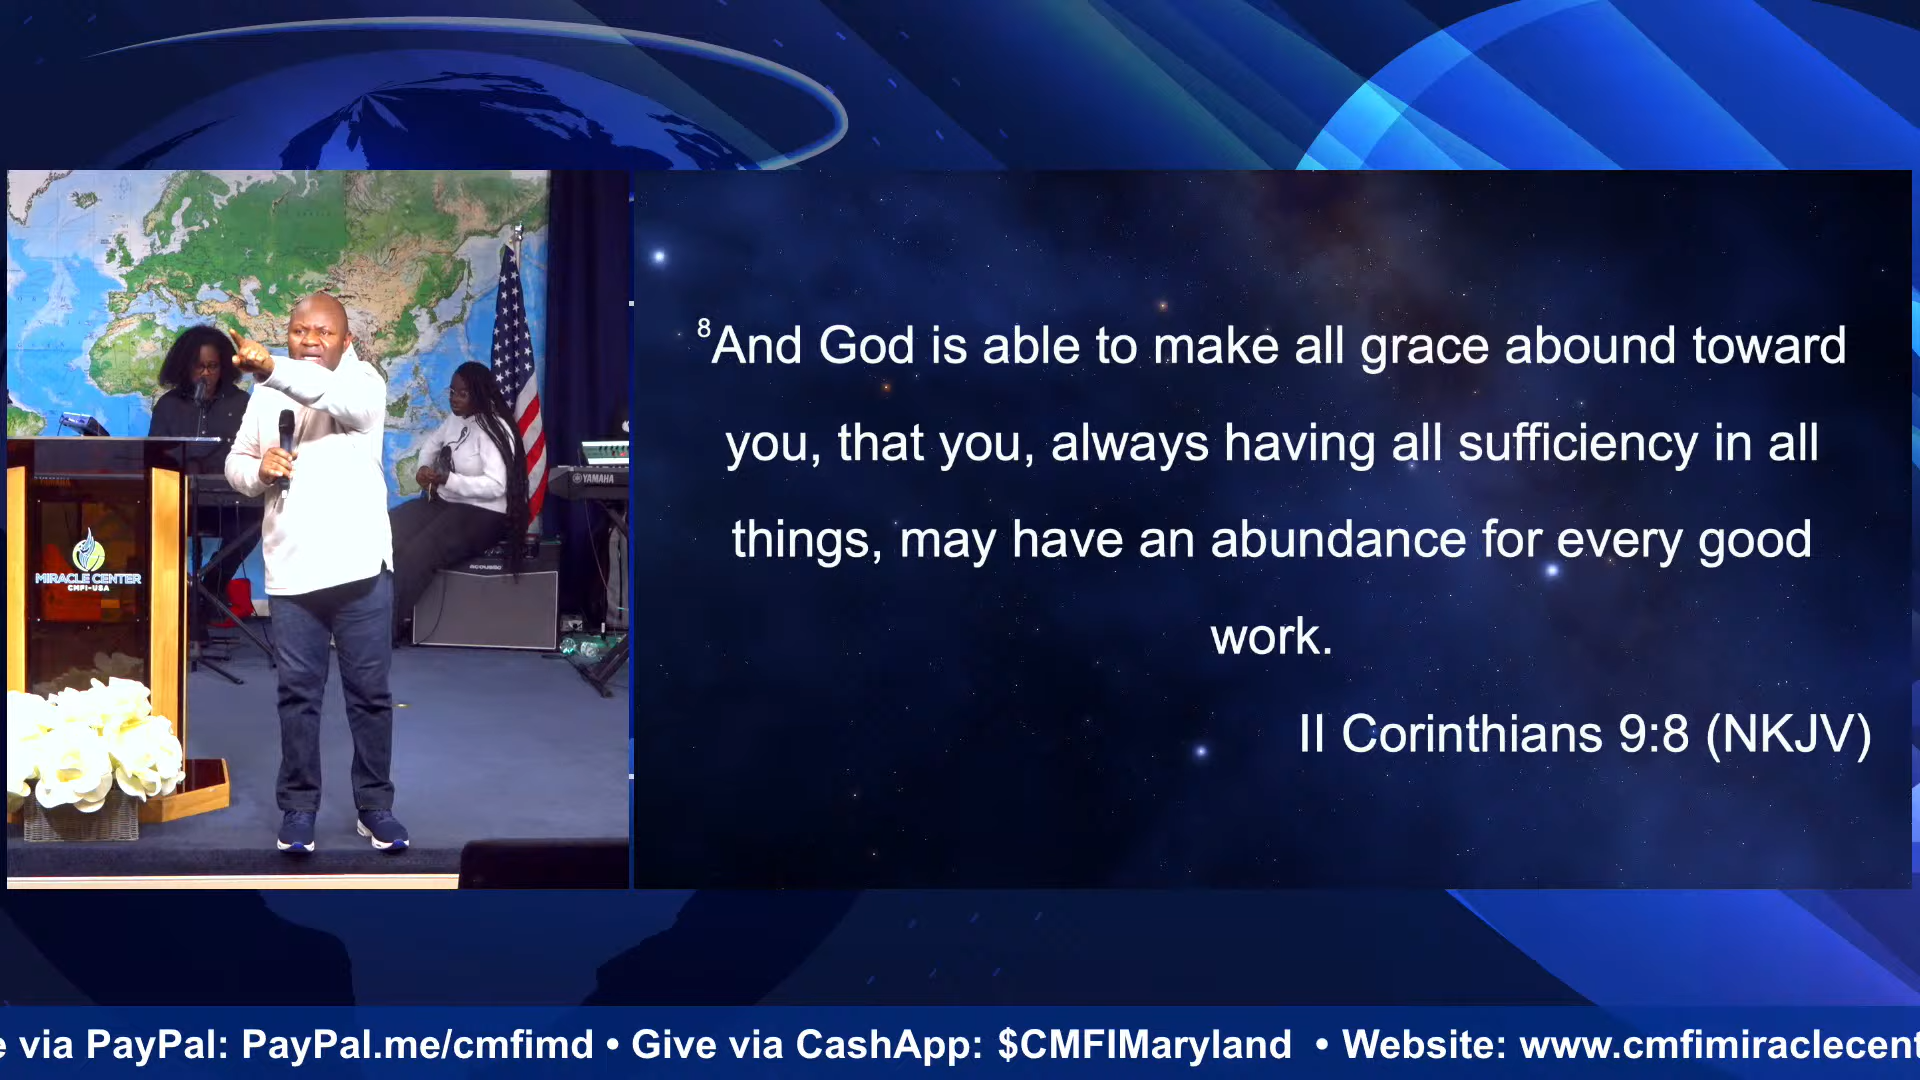 ⁸And God is able to make all grace abound toward
you, that you, always having all sufficiency in all
things, may have an abundance for every good
work.
II Corinthians 9:8 (NKJV)
MIRACLE CENTER
CMFI-USA
YAMAHA
acoustic
e via PayPal: PayPal.me/cmfimd • Give via CashApp: $CMFIMaryland • Website: www.cmfimiraclecent